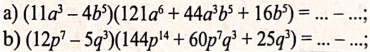 a) (11a³ – 4b⁵)(121a⁶ + 44a³b⁵ + 16b⁵) = ... – ...;
b) (12p⁷ – 5q³)(144p¹⁴ + 60p⁷q³ + 25q³) = ... – ...;